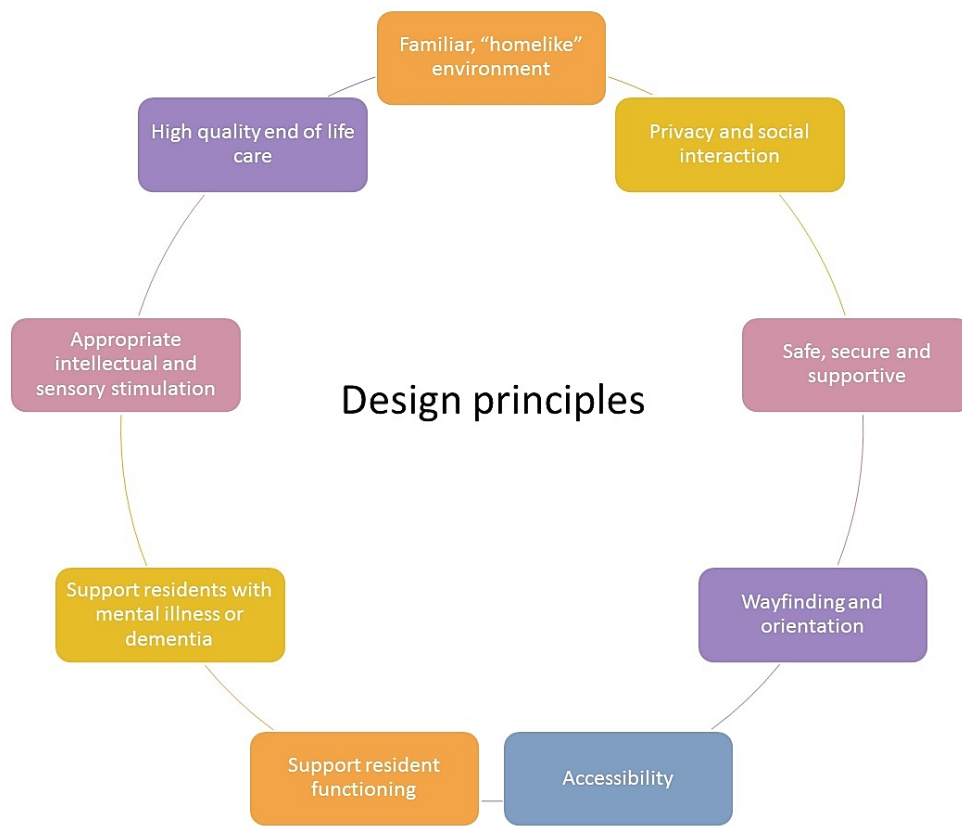 Familiar, “homelike”
environment
Privacy and social
interaction
Safe, secure and
supportive
Wayfinding and
orientation
Accessibility
Support resident
functioning
Support residents with
mental illness or
dementia
Appropriate
intellectual and
sensory stimulation
High quality end of life
care
Design principles